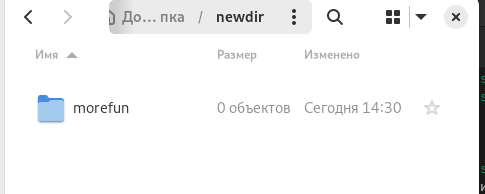 До... пка / newdir
Имя Размер Изменено
morefun 0 объектов Сегодня 14:30